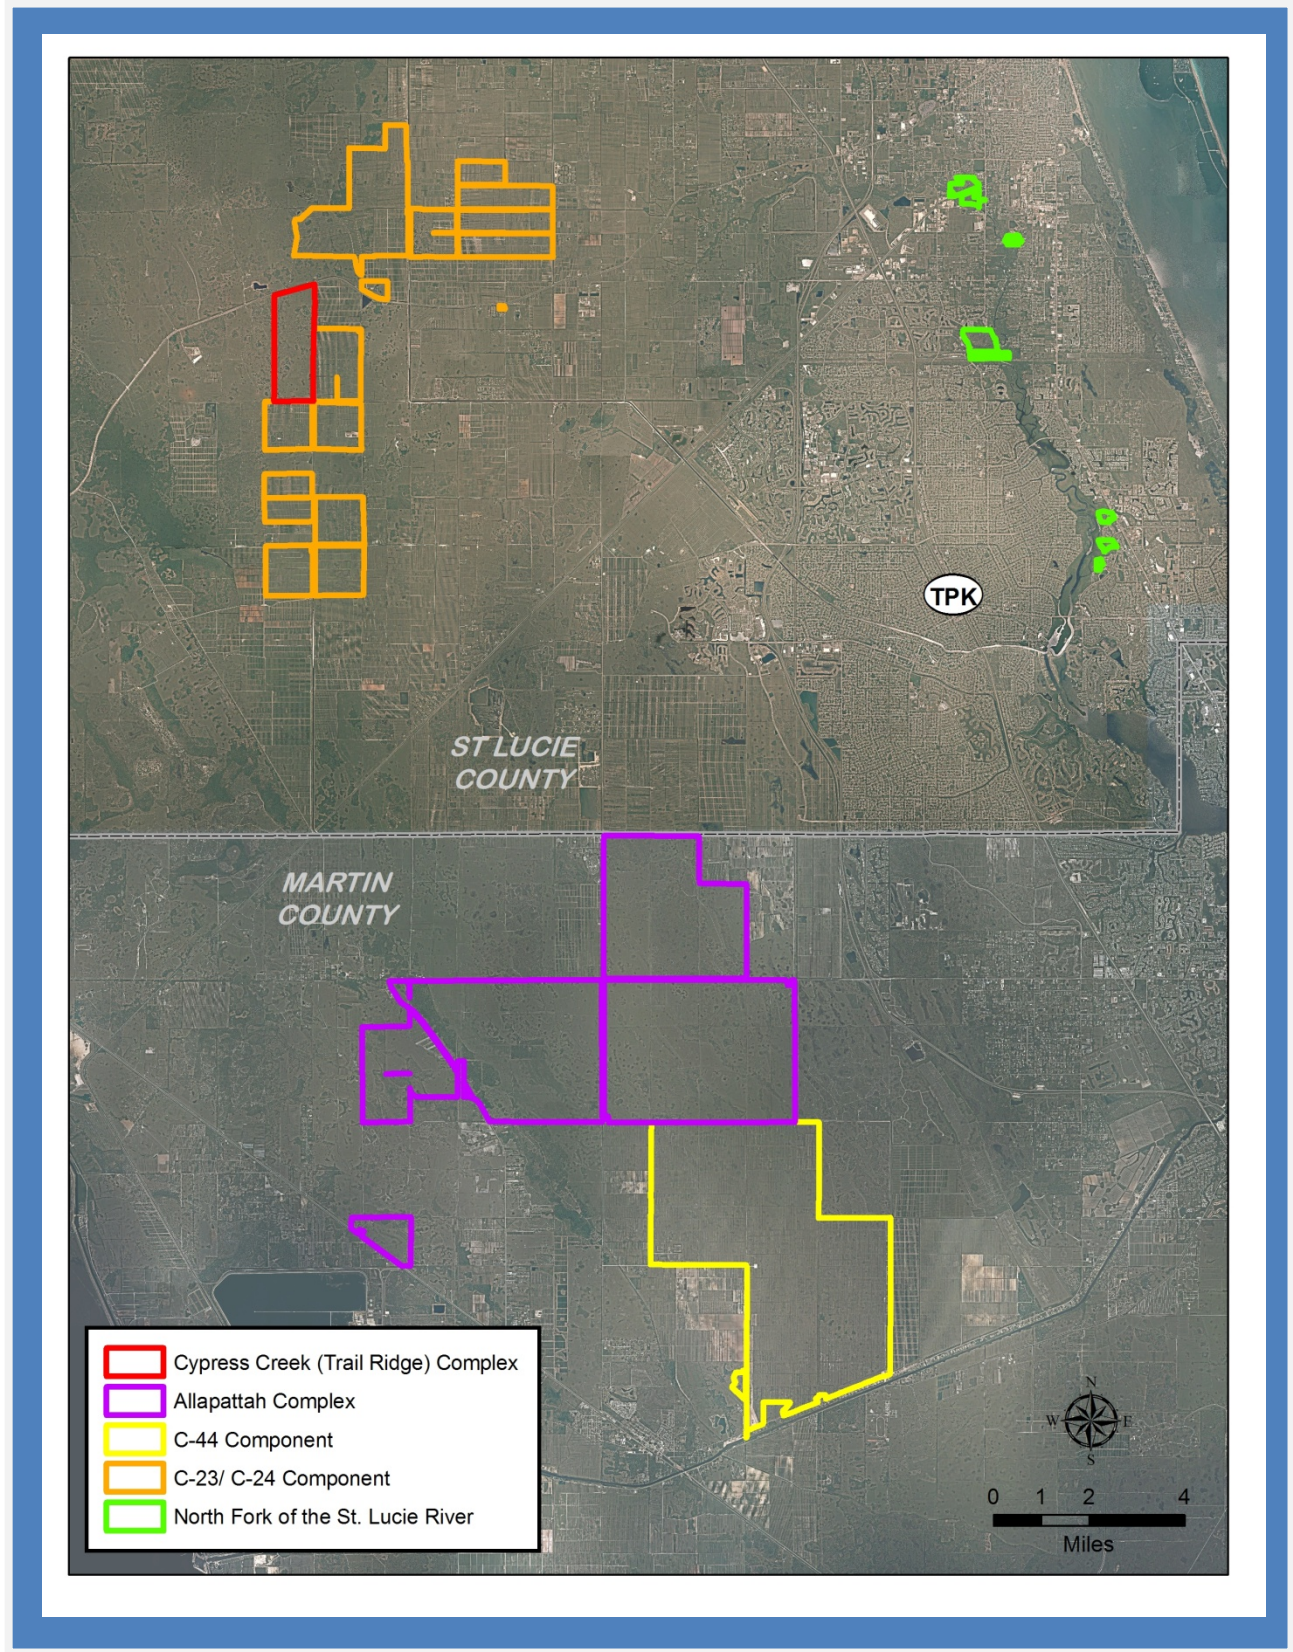 TPK
ST LUCIE
COUNTY
MARTIN
COUNTY
Cypress Creek (Trail Ridge) Complex
Allapattah Complex
C-44 Component
C-23/ C-24 Component
North Fork of the St. Lucie River
N
W E
S
0 1 2 4
Miles